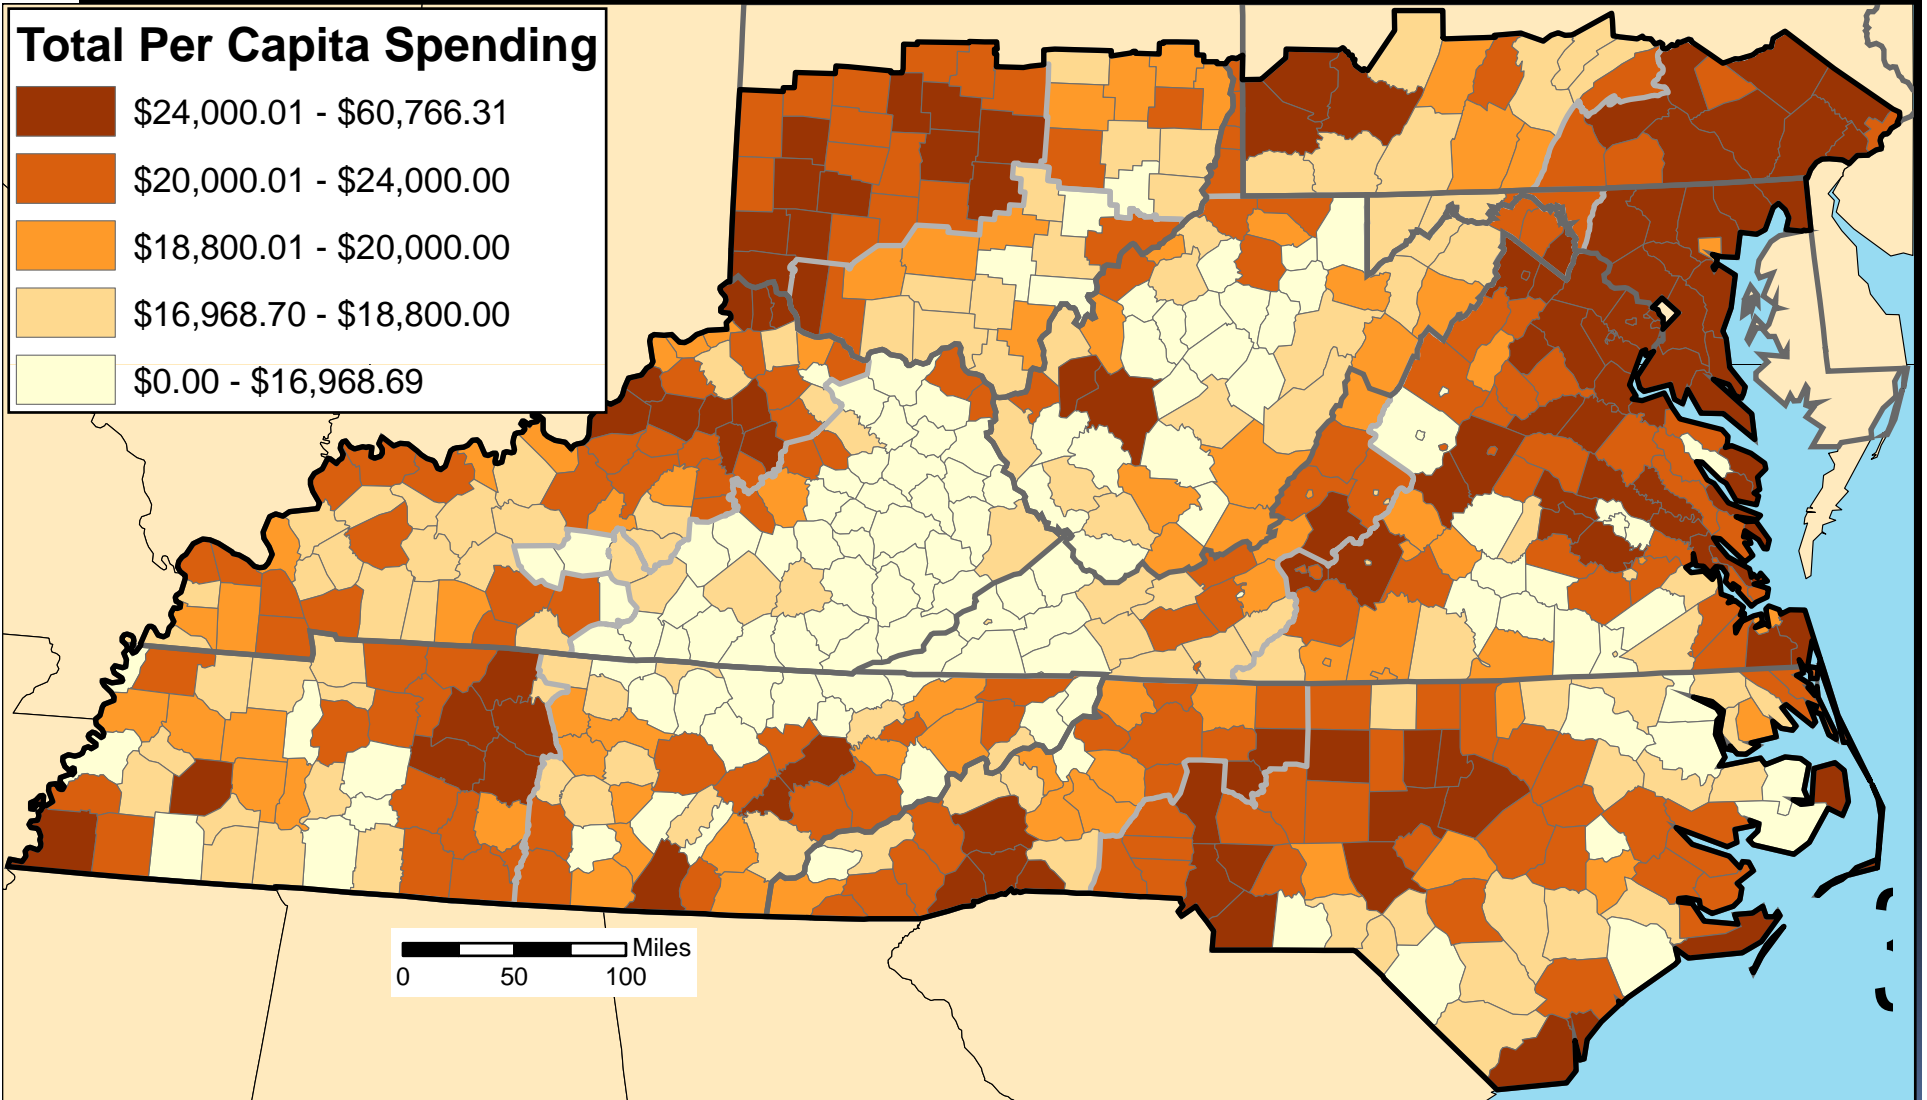 Total Per Capita Spending
$24,000.01 - $60,766.31
$20,000.01 - $24,000.00
$18,800.01 - $20,000.00
$16,968.70 - $18,800.00
$0.00 - $16,968.69
Miles
0 50 100